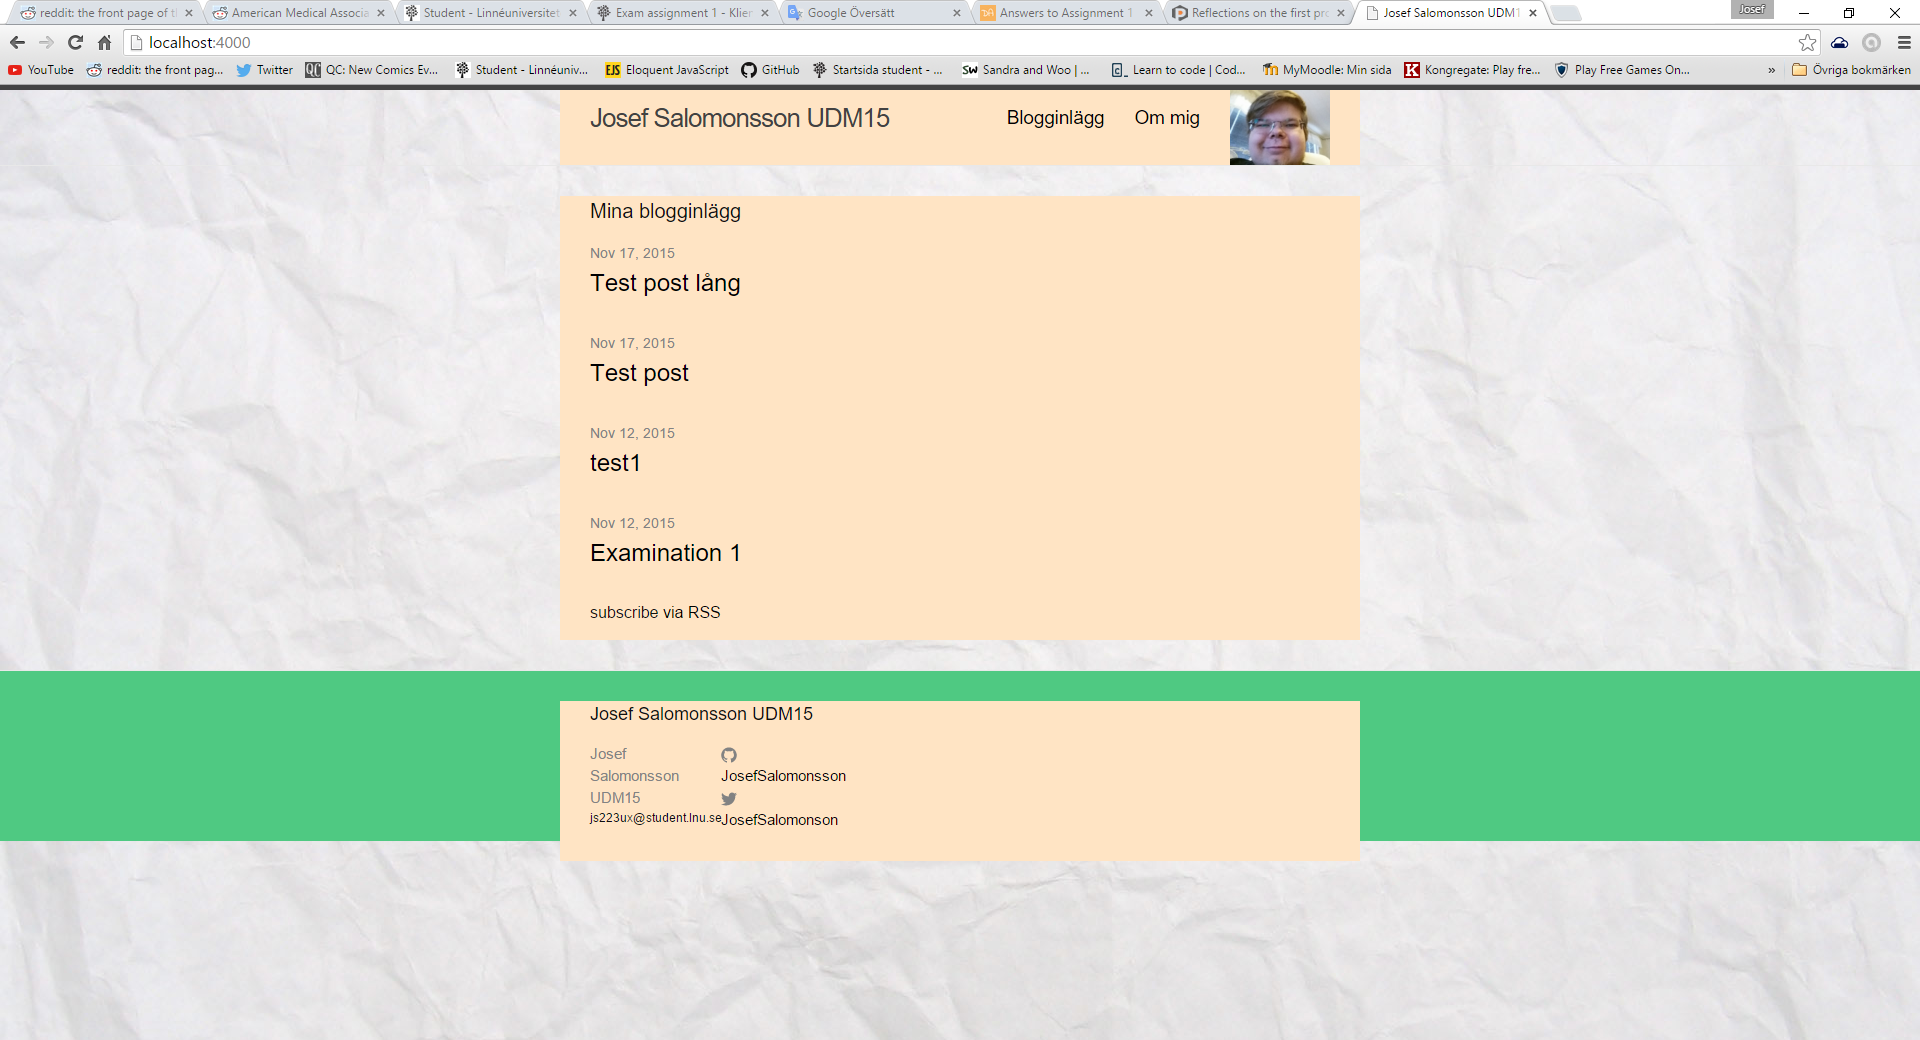 reddit: the front page of t
American Medical Associa
Student - Linnéuniversitet
Exam assignment 1 - Klien
Google Översätt
Answers to Assignment 1
Reflections on the first pro
Josef Salomonsson UDM1
Josef
localhost:4000
YouTube
reddit: the front pag...
Twitter
QC: New Comics Ev...
Student - Linnéuniv...
Eloquent JavaScript
GitHub
Startsida student - ...
Sandra and Woo | ...
Learn to code | Cod...
MyMoodle: Min sida
Kongregate: Play fre...
Play Free Games On...
»
Övriga bokmärken
Josef Salomonsson UDM15
Blogginlägg
Om mig
Mina blogginlägg
Nov 17, 2015
Test post lång
Nov 17, 2015
Test post
Nov 12, 2015
test1
Nov 12, 2015
Examination 1
subscribe via RSS
Josef Salomonsson UDM15
Josef
Salomonsson
UDM15
js223ux@student.lnu.se
JosefSalomonsson
JosefSalomonson